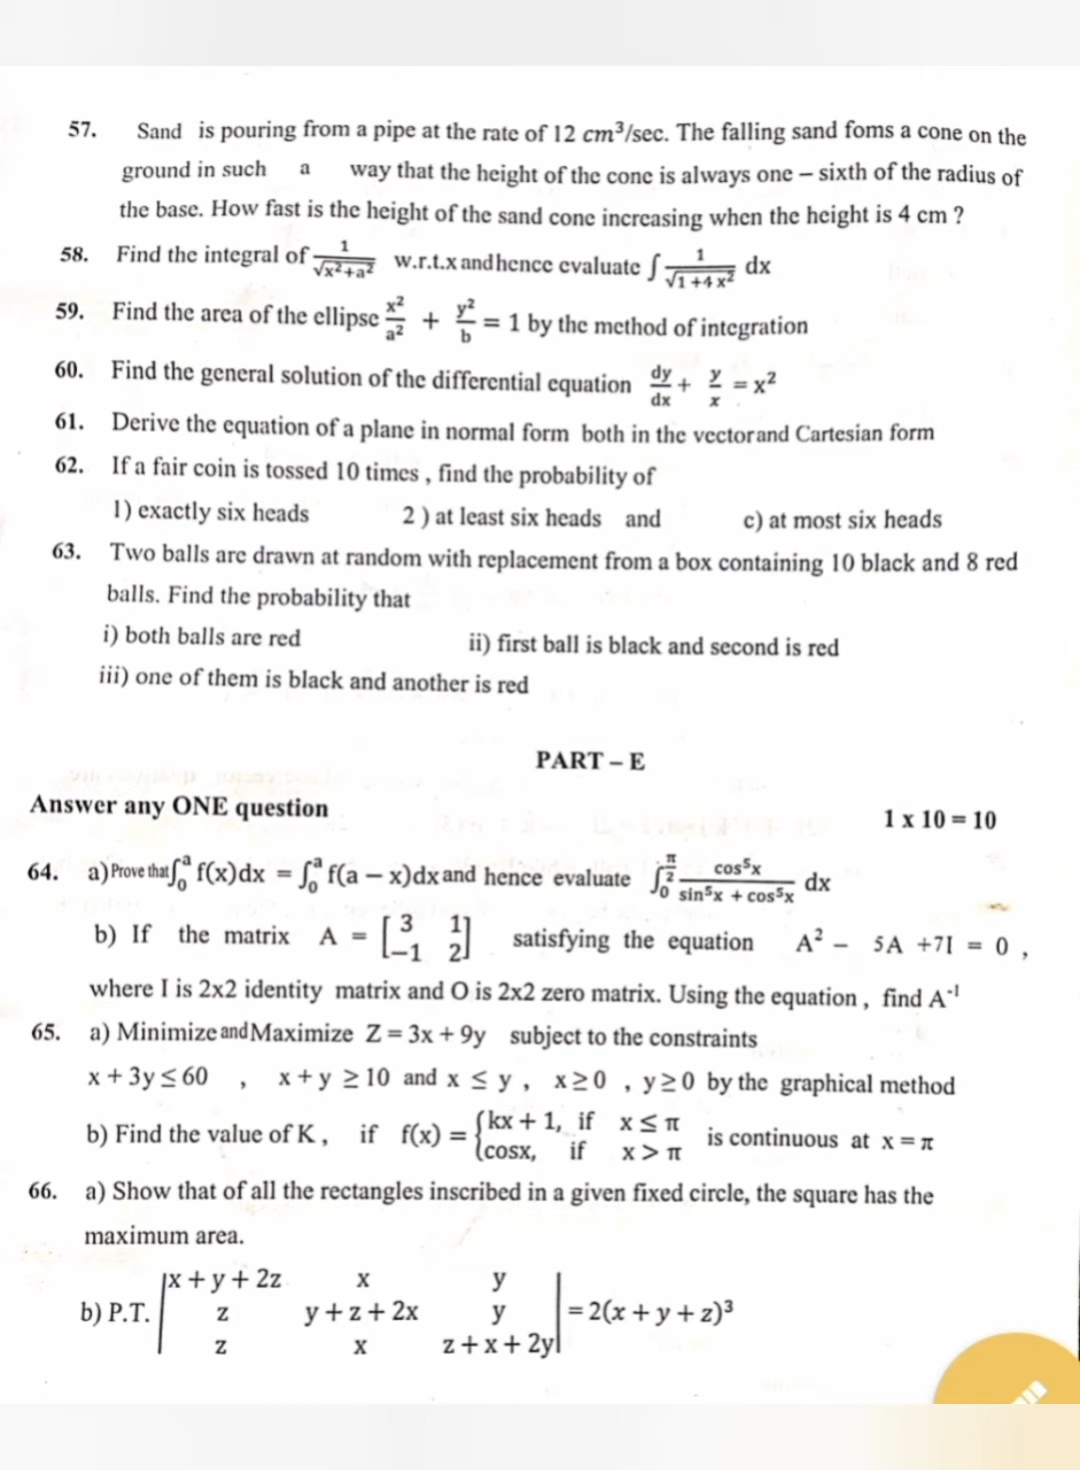 57. Sand is pouring from a pipe at the rate of 12 cm³/sec. The falling sand foms a cone on the
ground in such a way that the height of the cone is always one – sixth of the radius of
the base. How fast is the height of the sand cone increasing when the height is 4 cm ?
58. Find the integral of 1/√x²+a² w.r.t.x and hence evaluate ∫ 1/√1 +4 x² dx
59. Find the area of the ellipse x²/a² + y²/b = 1 by the method of integration
60. Find the general solution of the differential equation dy/dx + y/x = x²
61. Derive the equation of a plane in normal form both in the vector and Cartesian form
62. If a fair coin is tossed 10 times , find the probability of
1) exactly six heads 2 ) at least six heads and c) at most six heads
63. Two balls are drawn at random with replacement from a box containing 10 black and 8 red
balls. Find the probability that
i) both balls are red ii) first ball is black and second is red
iii) one of them is black and another is red
PART – E
Answer any ONE question 1 x 10 = 10
64. a) Prove that ∫₀ᵃ f(x)dx = ∫₀ᵃ f(a – x)dx and hence evaluate ∫₀^(π/2) cos⁵x/(sin⁵x + cos⁵x) dx
b) If the matrix A = [3 1; −1 2] satisfying the equation A² – 5A +7I = 0 ,
where I is 2x2 identity matrix and O is 2x2 zero matrix. Using the equation , find A⁻¹
65. a) Minimize and Maximize Z = 3x + 9y subject to the constraints
x + 3y ≤ 60 , x + y ≥ 10 and x ≤ y , x ≥ 0 , y ≥ 0 by the graphical method
b) Find the value of K , if f(x) = {kx + 1, if x ≤ π; cosx, if x > π is continuous at x = π
66. a) Show that of all the rectangles inscribed in a given fixed circle, the square has the
maximum area.
b) P.T. |x + y + 2z x y; z y + z + 2x y; z x z + x + 2y| = 2(x + y + z)³